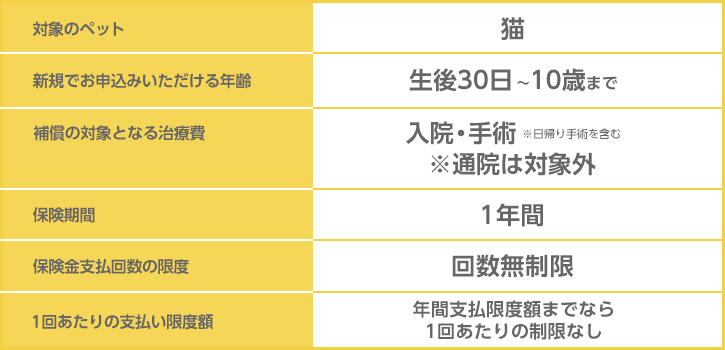 対象のペット
猫
新規でお申込みいただける年齢
生後30日~10歳まで
補償の対象となる治療費
入院・手術 ※日帰り手術を含む
※通院は対象外
保険期間
1年間
保険金支払回数の限度
回数無制限
1回あたりの支払い限度額
年間支払限度額までなら
1回あたりの制限なし